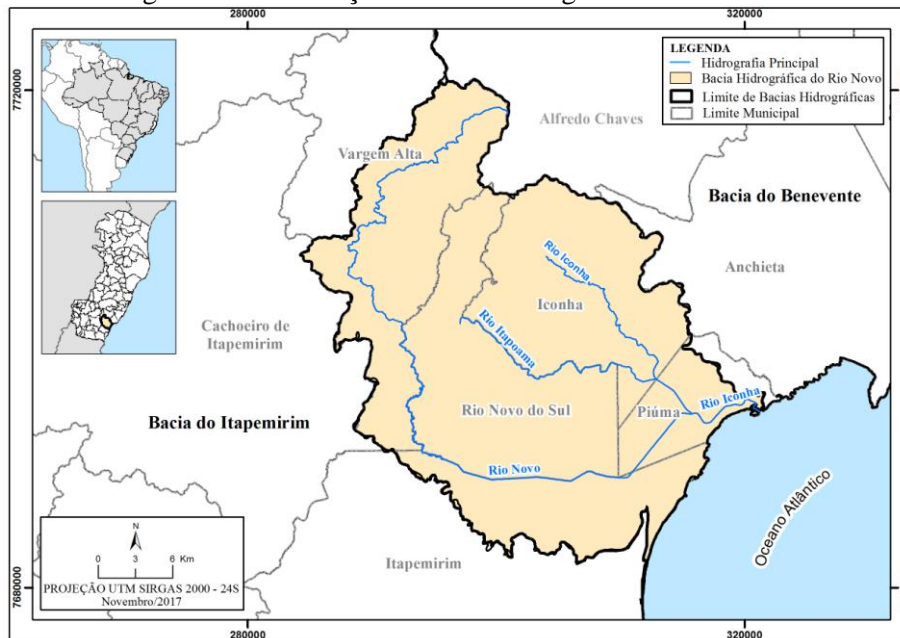 280000
320000
7720000
7680000
LEGENDA
Hidrografia Principal
Bacia Hidrográfica do Rio Novo
Limite de Bacias Hidrográficas
Limite Municipal
Alfredo Chaves
Vargem Alta
Bacia do Benevente
Rio Iconha
Anchieta
Iconha
Cachoeiro de
Itapemirim
Rio Itapoama
Rio Iconha
Bacia do Itapemirim
Rio Novo do Sul
Piúma
Rio Novo
Oceano Atlântico
Itapemirim
N
0 3 6 Km
PROJEÇÃO UTM SIRGAS 2000 - 24S
Novembro/2017
7720000
7680000
280000
320000